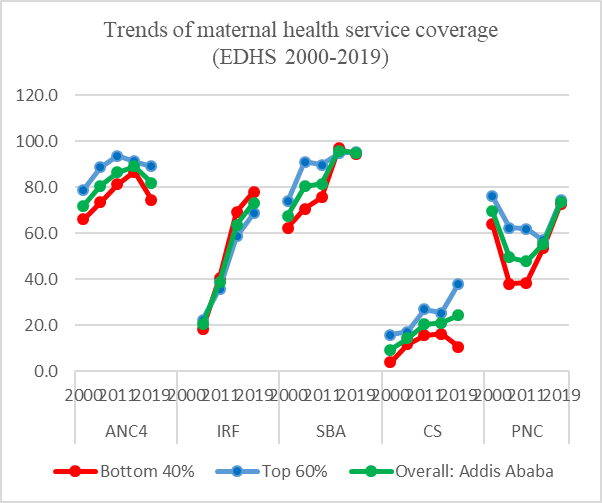 Trends of maternal health service coverage
(EDHS 2000-2019)
120.0
100.0
80.0
60.0
40.0
20.0
0.0
2000 2011 2019 2000 2011 2019 2000 2011 2019 2000 2011 2019 2000 2011 2019
ANC4 IRF SBA CS PNC
Bottom 40% Top 60% Overall: Addis Ababa